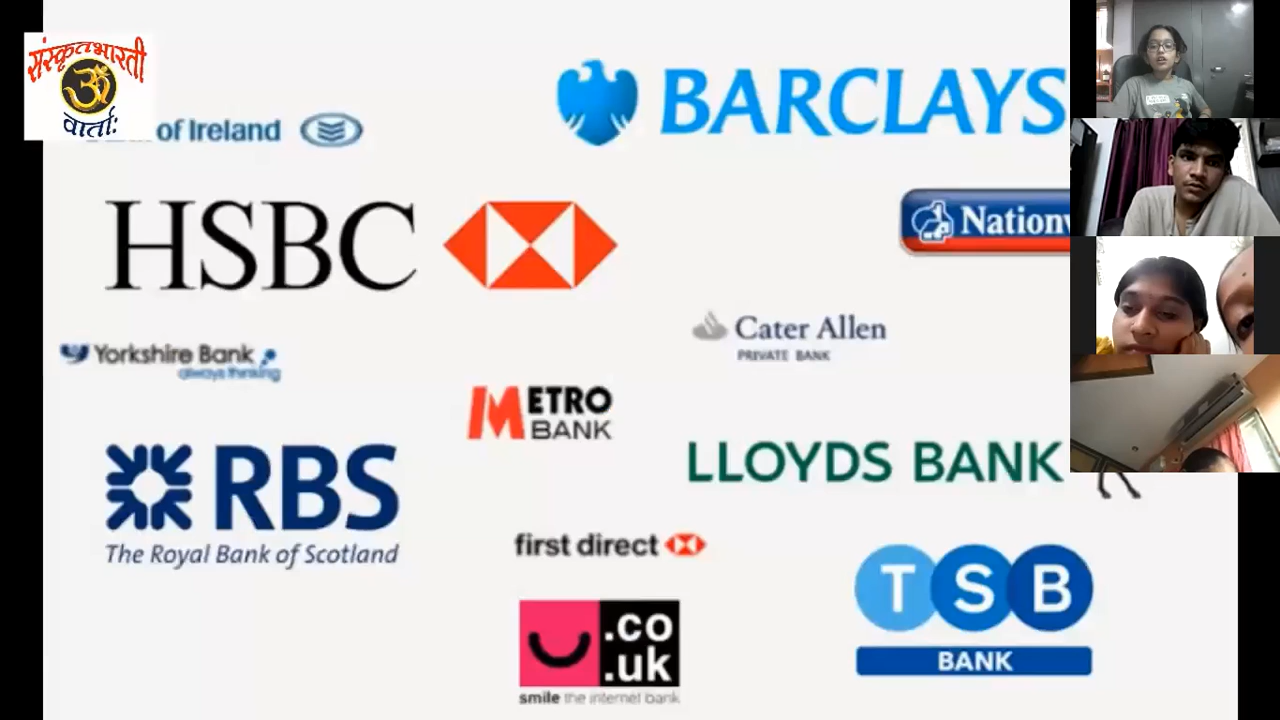 संस्कृतभारती
वार्ताः
of Ireland
BARCLAYS
HSBC
Nationw
Yorkshire Bank
always thinking
Cater Allen
PRIVATE BANK
METRO
BANK
RBS
The Royal Bank of Scotland
LLOYDS BANK
first direct
TSB
BANK
.co
.uk
smile the internet bank